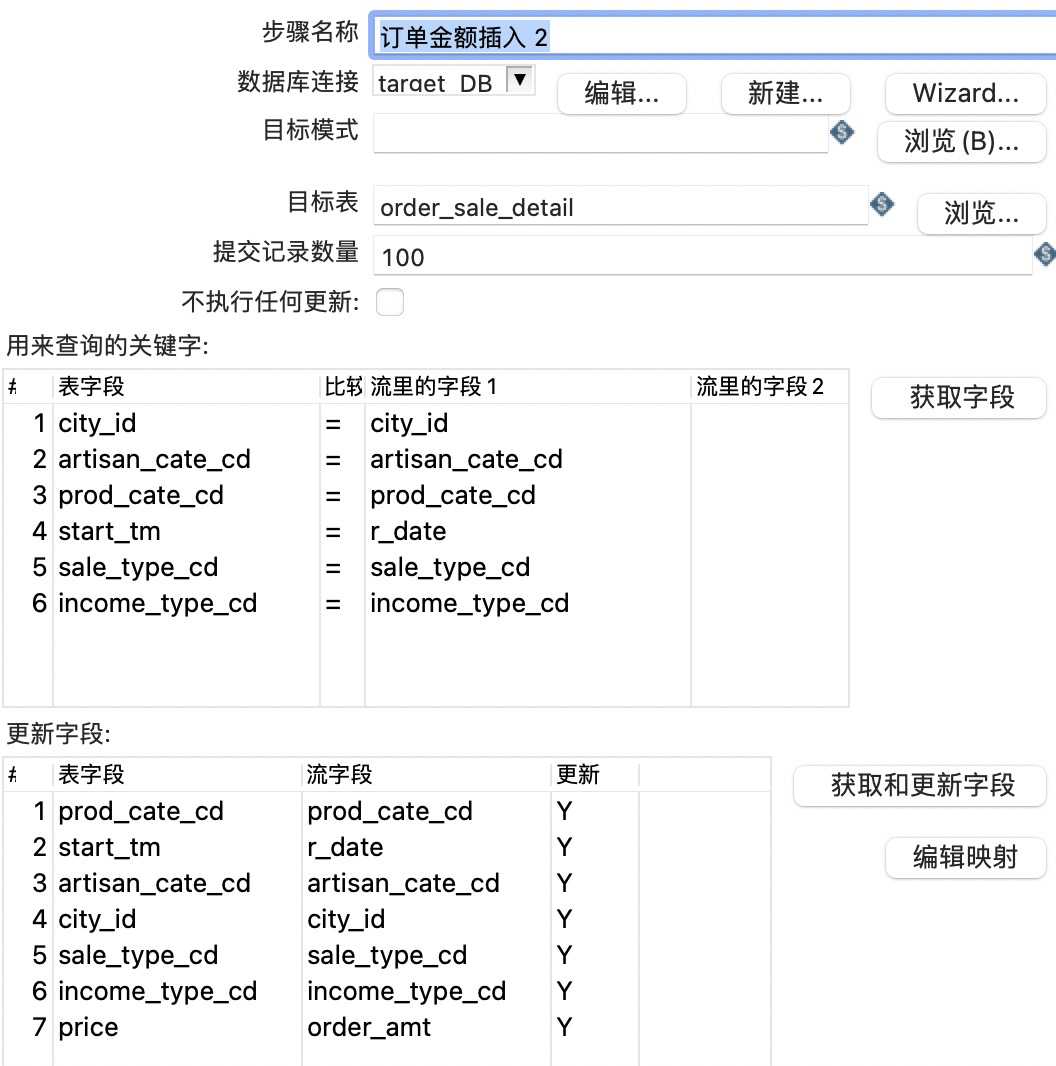 步骤名称 订单金额插入 2
数据库连接 target_DB 编辑... 新建... Wizard...
目标模式 浏览(B)...
目标表 order_sale_detail 浏览...
提交记录数量 100
不执行任何更新:
用来查询的关键字:
# 表字段 比较 流里的字段1 流里的字段2 获取字段
1 city_id = city_id
2 artisan_cate_cd = artisan_cate_cd
3 prod_cate_cd = prod_cate_cd
4 start_tm = r_date
5 sale_type_cd = sale_type_cd
6 income_type_cd = income_type_cd
更新字段:
# 表字段 流字段 更新 获取和更新字段
1 prod_cate_cd prod_cate_cd Y
2 start_tm r_date Y 编辑映射
3 artisan_cate_cd artisan_cate_cd Y
4 city_id city_id Y
5 sale_type_cd sale_type_cd Y
6 income_type_cd income_type_cd Y
7 price order_amt Y